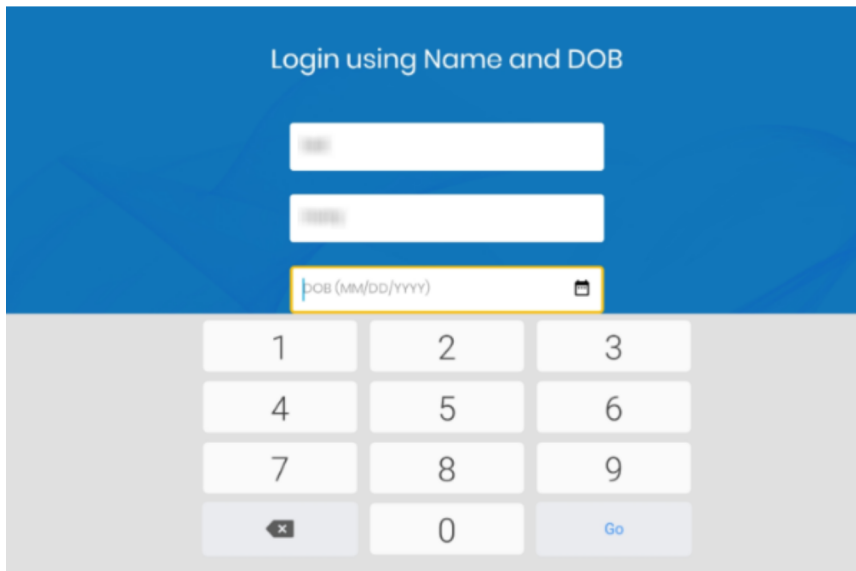 Login using Name and DOB
DOB (MM/DD/YYYY)
1 2 3
4 5 6
7 8 9
0 Go